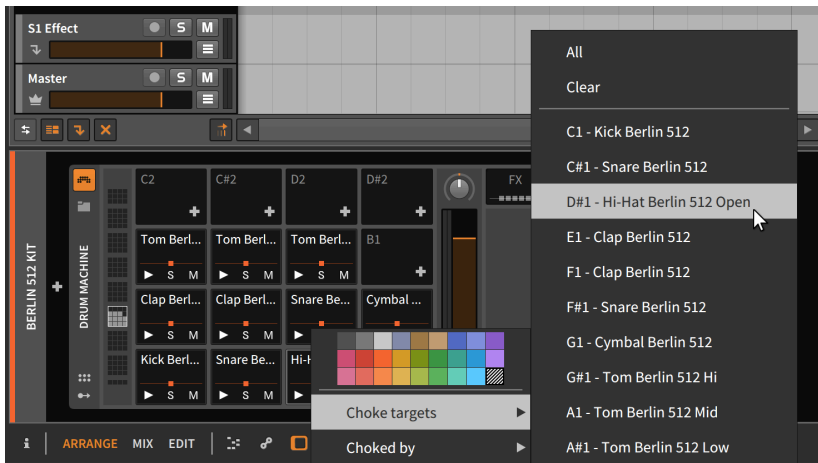 S1 Effect S M
Master S M
All
Clear
C1 - Kick Berlin 512
C#1 - Snare Berlin 512
D#1 - Hi-Hat Berlin 512 Open
E1 - Clap Berlin 512
F1 - Clap Berlin 512
F#1 - Snare Berlin 512
G1 - Cymbal Berlin 512
G#1 - Tom Berlin 512 Hi
A1 - Tom Berlin 512 Mid
A#1 - Tom Berlin 512 Low
BERLIN 512 KIT
DRUM MACHINE
C2 C#2 D2 D#2 FX
Tom Berl... Tom Berl... Tom Berl... B1
S M S M S M
Clap Berl... Clap Berl... Snare Be... Cymbal ...
S M S M
Kick Berl... Snare Be... Hi-H
S M S M
Choke targets
Choked by
i ARRANGE MIX EDIT